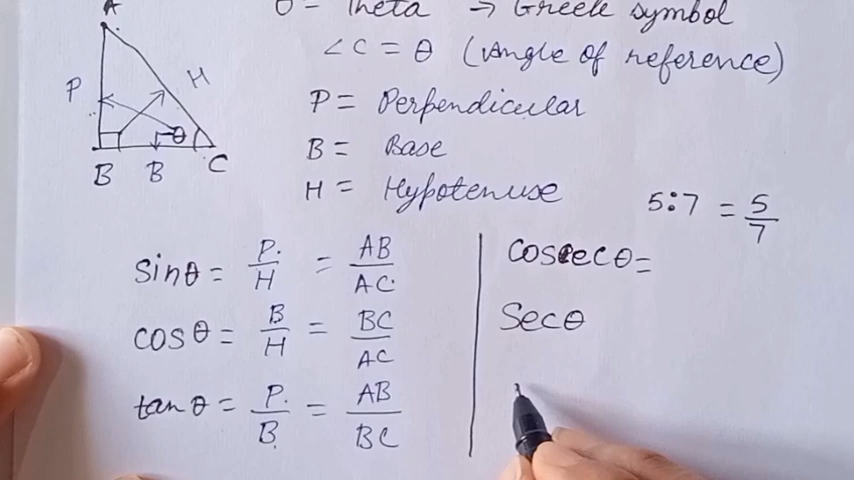 A
θ = Theta → Greek symbol
∠C = θ (Angle of reference)
P
H
P = Perpendicular
θ
B
B
C
B = Base
H = Hypotenuse
5:7 = 5/7
sinθ = P/H = AB/AC
cosθ = B/H = BC/AC
tanθ = P/B = AB/BC
cosecθ=
Secθ